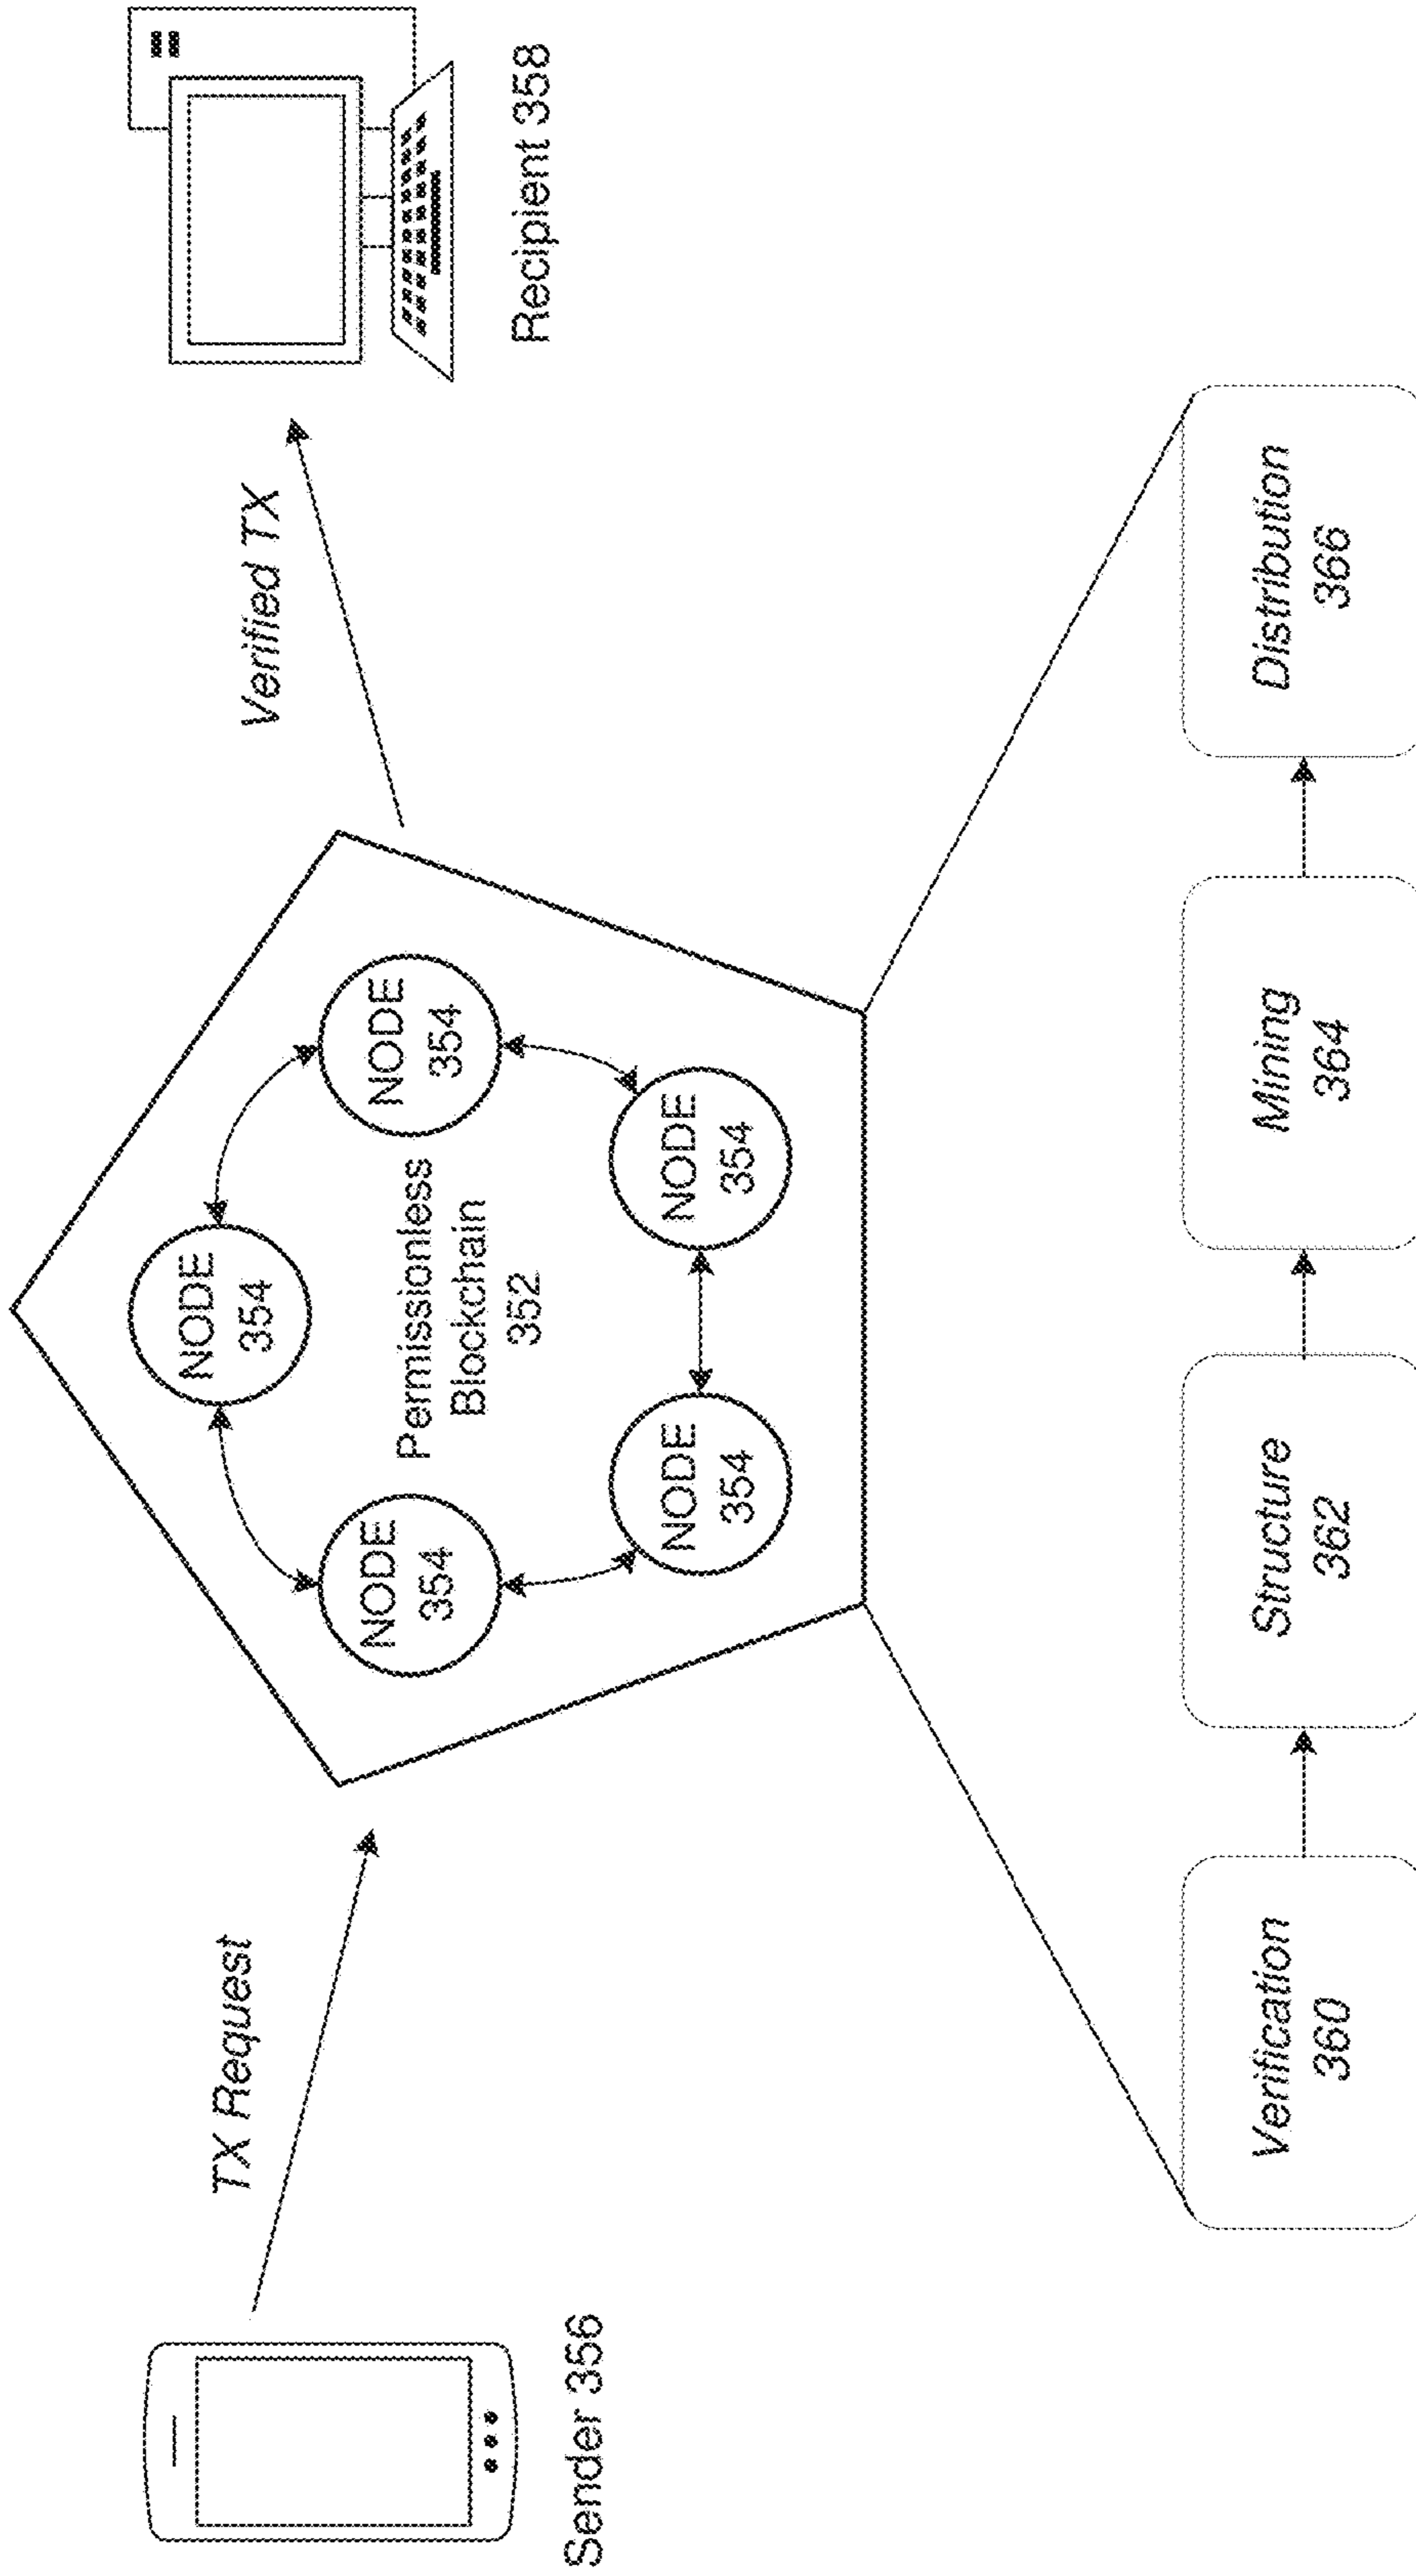 TX Request
Verified TX
Sender 356
Recipient 358
NODE
354
NODE
354
NODE
354
Permissionless
Blockchain
352
NODE
354
NODE
354
Verification
360
Structure
362
Mining
364
Distribution
366